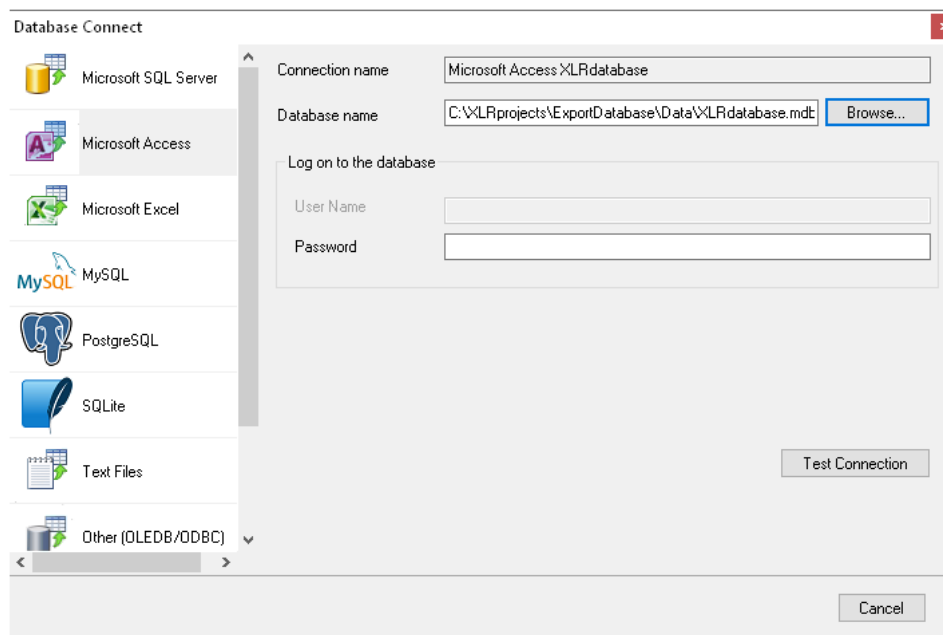 Database Connect
Microsoft SQL Server
Microsoft Access
Microsoft Excel
MySQL MySQL
PostgreSQL
SQLite
Text Files
Other (OLEDB/ODBC)
Connection name Microsoft Access XLRdatabase
Database name C:\XLRprojects\ExportDatabase\Data\XLRdatabase.mdb Browse...
Log on to the database
User Name
Password
Test Connection
Cancel